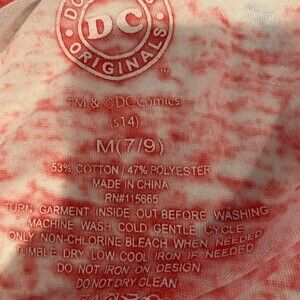 DC
ORIGINALS
TM & © DC Comics
(s14)
M(7/9)
53% COTTON / 47% POLYESTER
MADE IN CHINA
RN#115665
TURN GARMENT INSIDE OUT BEFORE WASHING
MACHINE WASH COLD GENTLE CYCLE
ONLY NON-CHLORINE BLEACH WHEN NEEDED
TUMBLE DRY LOW COOL IRON IF NEEDED
DO NOT IRON ON DESIGN
DO NOT DRY CLEAN